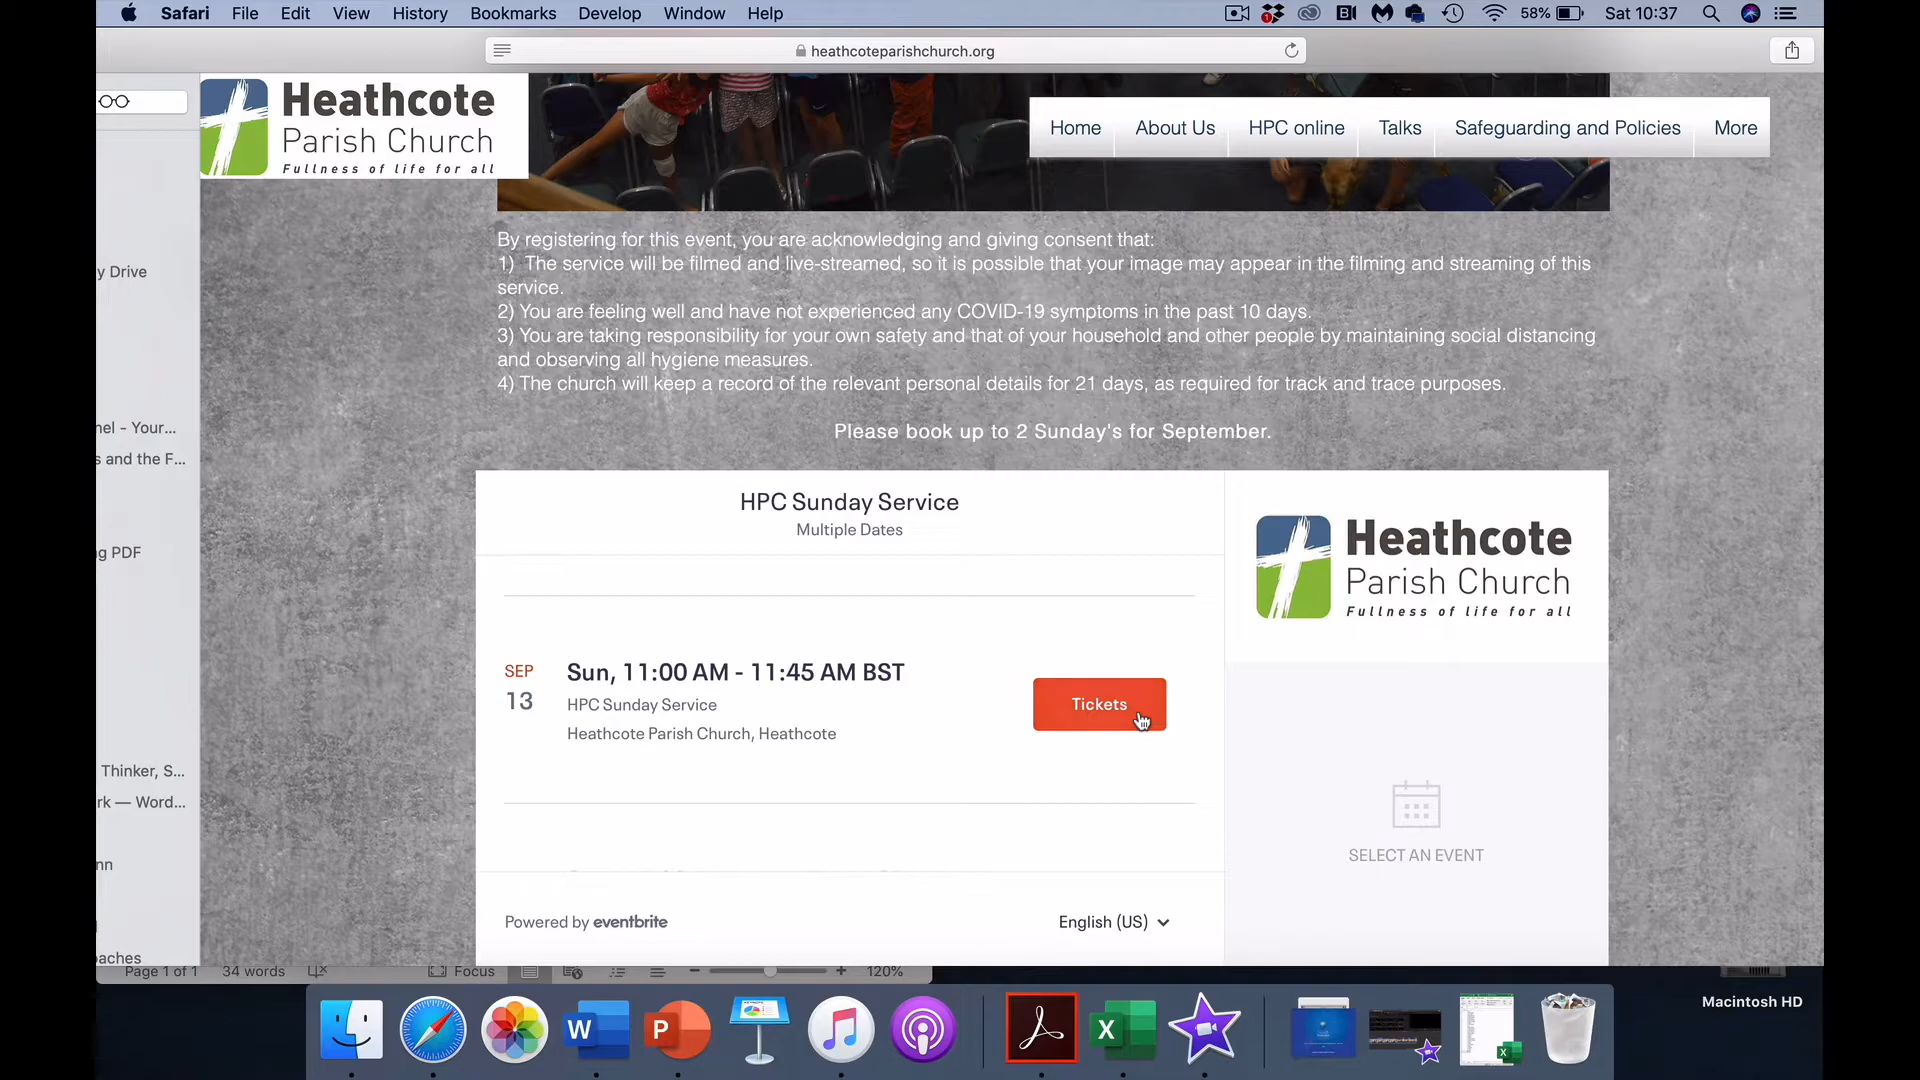 Safari File Edit View History Bookmarks Develop Window Help
58% Sat 10:37
heathcoteparishchurch.org
Heathcote
Parish Church
Fullness of life for all
Home About Us HPC online Talks Safeguarding and Policies More
By registering for this event, you are acknowledging and giving consent that:
1) The service will be filmed and live-streamed, so it is possible that your image may appear in the filming and streaming of this
service.
2) You are feeling well and have not experienced any COVID-19 symptoms in the past 10 days.
3) You are taking responsibility for your own safety and that of your household and other people by maintaining social distancing
and observing all hygiene measures.
4) The church will keep a record of the relevant personal details for 21 days, as required for track and trace purposes.
Please book up to 2 Sunday's for September.
y Drive
nel - Your...
s and the F...
g PDF
Thinker, S...
rk — Word...
nn
oaches
HPC Sunday Service
Multiple Dates
SEP
13
Sun, 11:00 AM - 11:45 AM BST
HPC Sunday Service
Heathcote Parish Church, Heathcote
Tickets
Powered by eventbrite
English (US)
Heathcote
Parish Church
Fullness of life for all
SELECT AN EVENT
Page 1 of 1 34 words Focus 120%
Macintosh HD